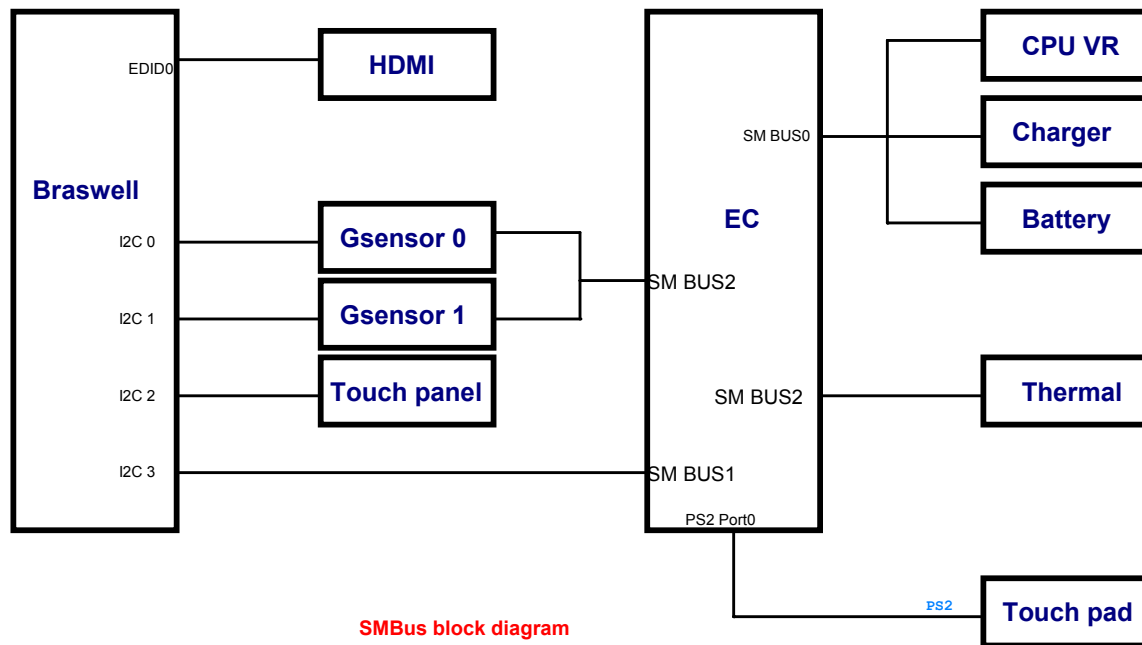 EDID0
HDMI
CPU VR
SM BUS0
Charger
Braswell
EC
Battery
I2C 0
Gsensor 0
SM BUS2
I2C 1
Gsensor 1
I2C 2
Touch panel
SM BUS2
Thermal
I2C 3
SM BUS1
PS2 Port0
PS2
Touch pad
SMBus block diagram